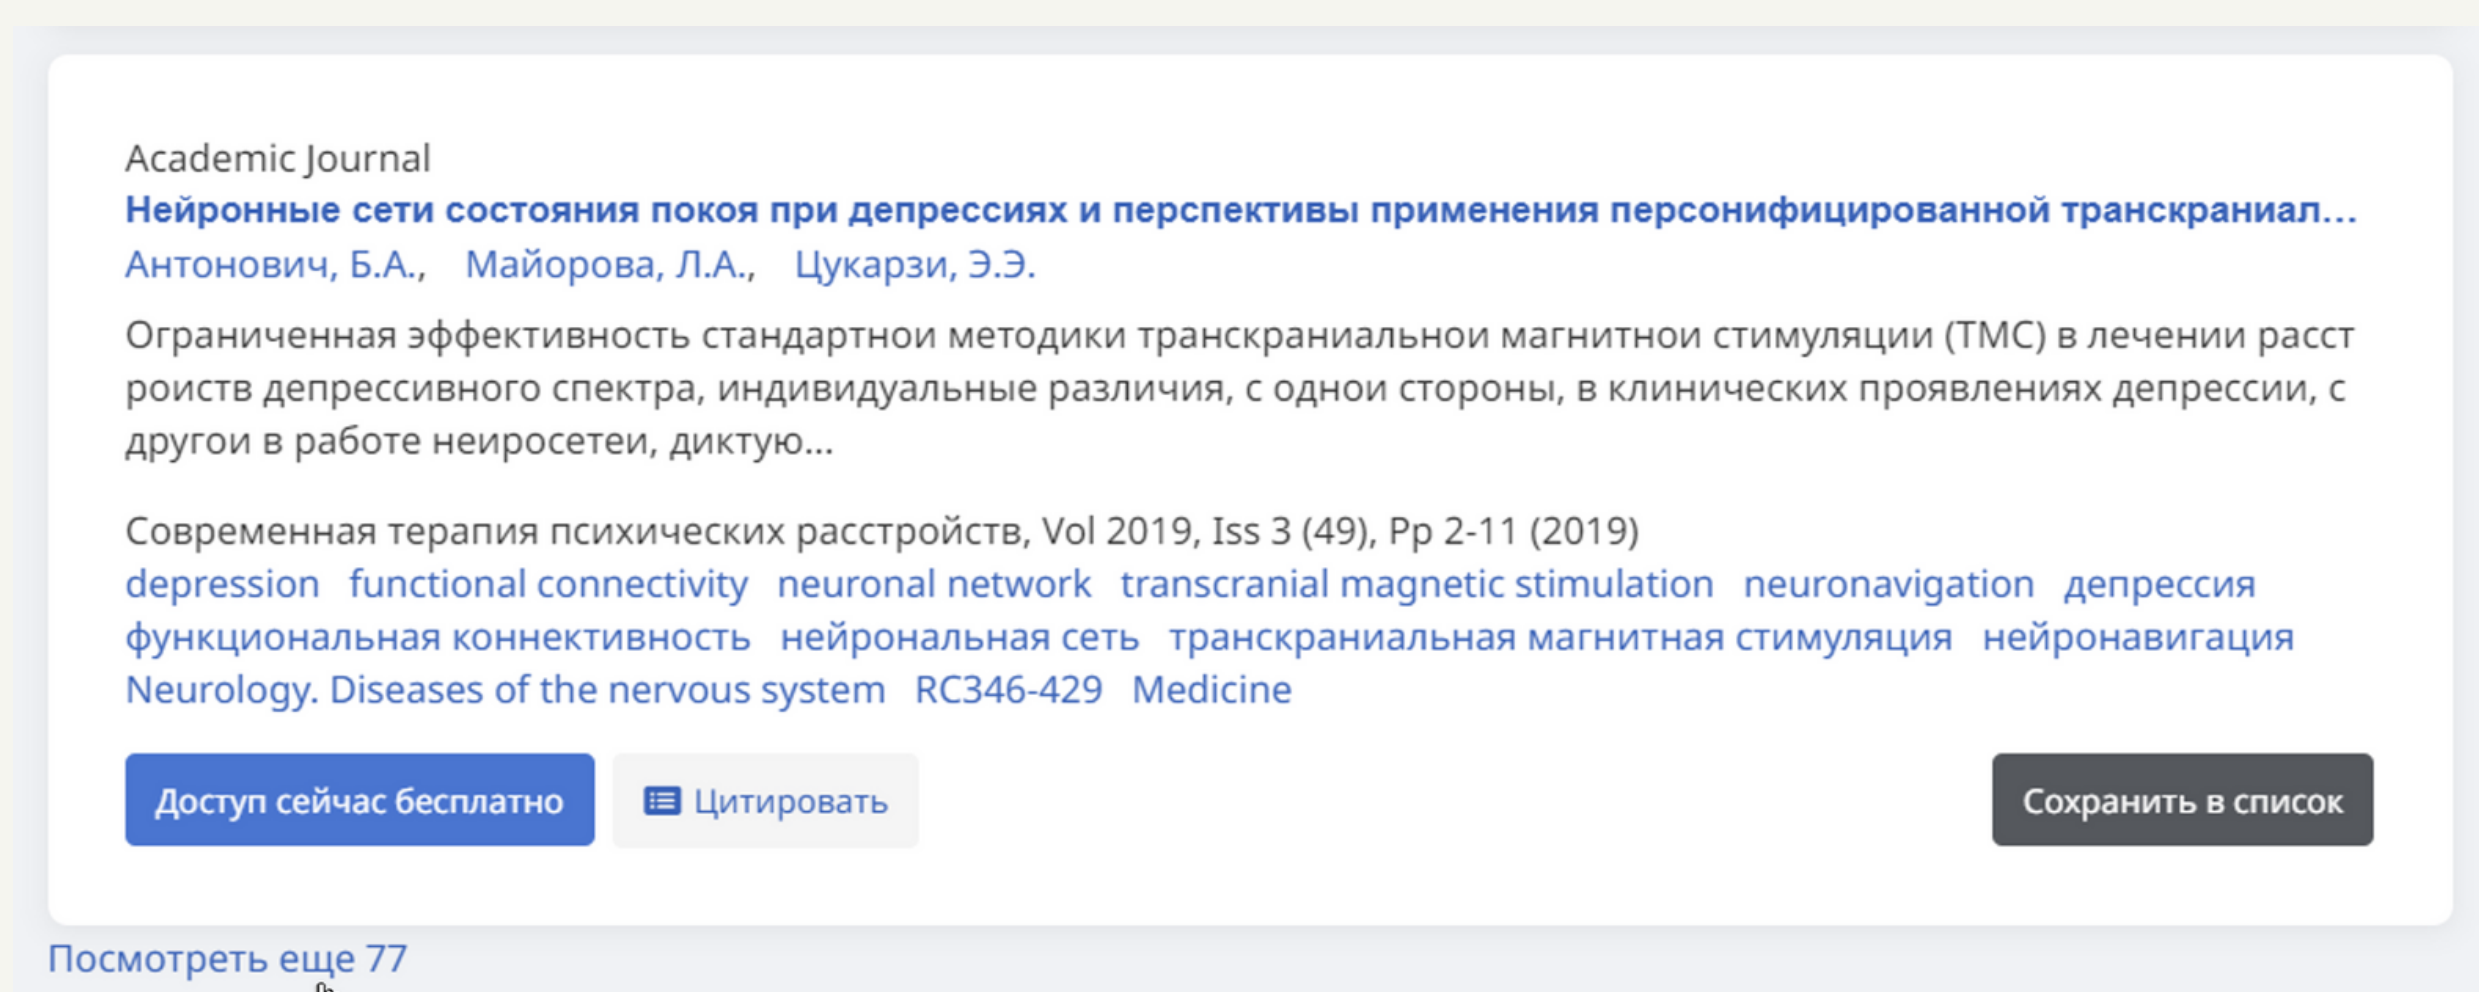 Academic Journal
Нейронные сети состояния покоя при депрессиях и перспективы применения персонифицированной транскраниал...
Антонович, Б.А., Майорова, Л.А., Цукарзи, Э.Э.
Ограниченная эффективность стандартнои методики транскраниальнои магнитнои стимуляции (ТМС) в лечении расст
роиств депрессивного спектра, индивидуальные различия, с однои стороны, в клинических проявлениях депрессии, с
другои в работе неиросетеи, диктую...
Современная терапия психических расстройств, Vol 2019, Iss 3 (49), Pp 2-11 (2019)
depression functional connectivity neuronal network transcranial magnetic stimulation neuronavigation депрессия
функциональная коннективность нейрональная сеть транскраниальная магнитная стимуляция нейронавигация
Neurology. Diseases of the nervous system RC346-429 Medicine
Доступ сейчас бесплатно Цитировать Сохранить в список
Посмотреть еще 77